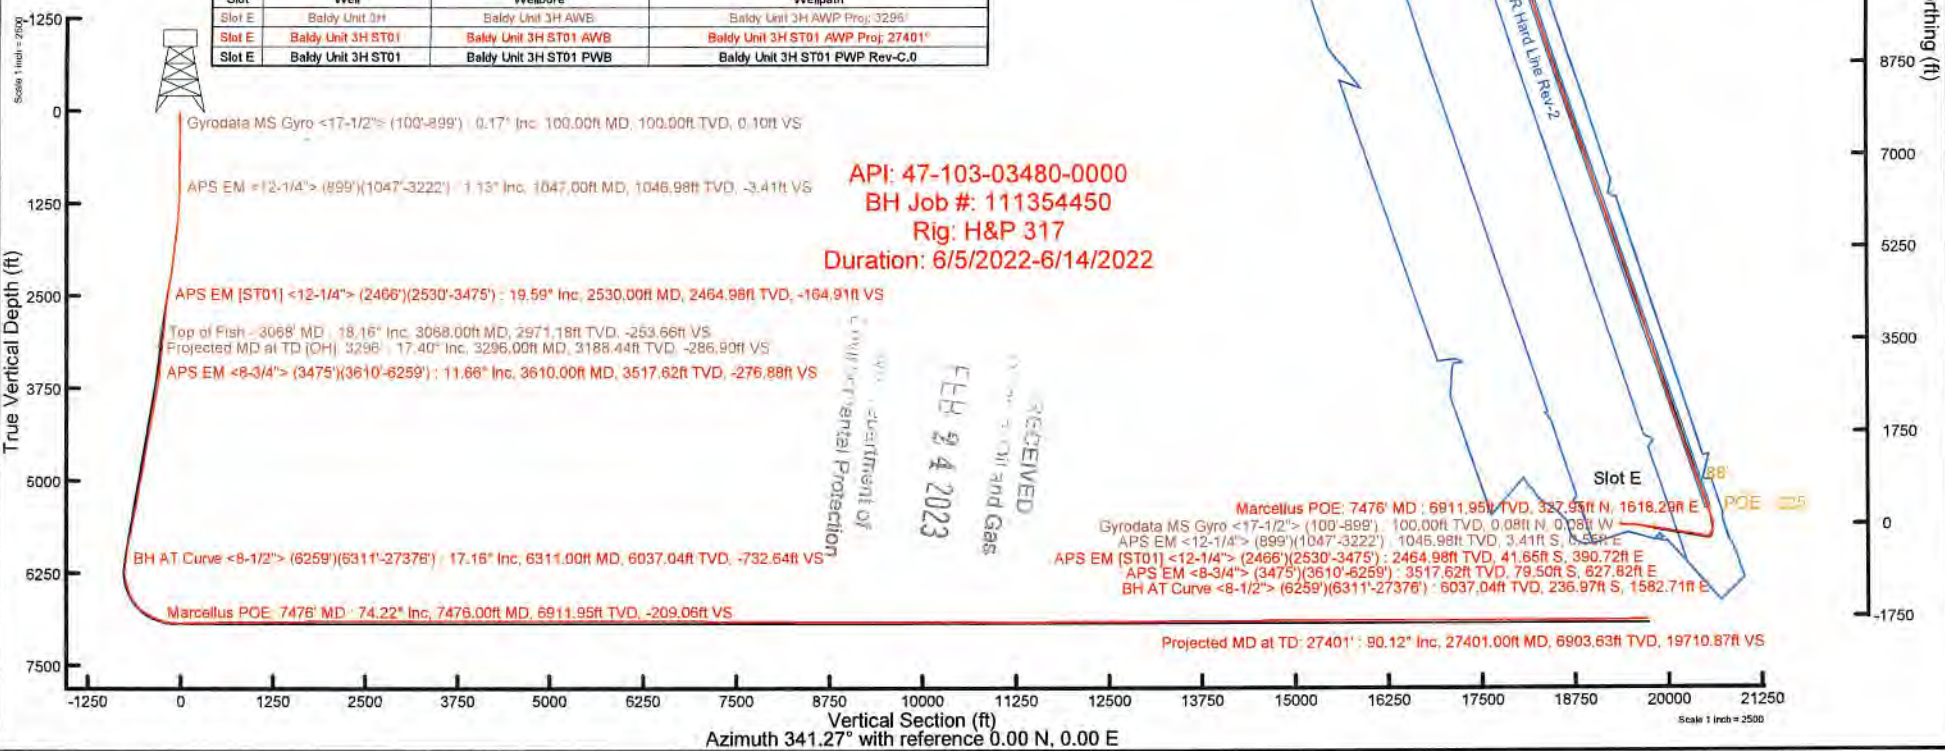 Slot Well Wellbore Wellpath
Slot E Baldy Unit 3H Baldy Unit 3H AWB Baldy Unit 3H AWP Proj: 3296'
Slot E Baldy Unit 3H ST01 Baldy Unit 3H ST01 AWB Baldy Unit 3H ST01 AWP Proj: 27401'
Slot E Baldy Unit 3H ST01 Baldy Unit 3H ST01 PWB Baldy Unit 3H ST01 PWP Rev-C.0
Scale 1 inch = 2500
True Vertical Depth (ft)
-1250
0
1250
2500
3750
5000
6250
7500
Gyrodata MS Gyro <17-1/2"> (100'-899') : 0.17° Inc, 100.00ft MD, 100.00ft TVD, 0.10ft VS
APS EM <12-1/4"> (899')(1047'-3222') : 1.13° Inc, 1047.00ft MD, 1046.98ft TVD, -3.41ft VS
API: 47-103-03480-0000
BH Job #: 111354450
Rig: H&P 317
Duration: 6/5/2022-6/14/2022
APS EM [ST01] <12-1/4"> (2466')(2530'-3475') : 19.59° Inc, 2530.00ft MD, 2464.98ft TVD, -164.91ft VS
Top of Fish - 3068' MD : 18.16° Inc, 3068.00ft MD, 2971.18ft TVD, -253.66ft VS
Projected MD at TD (OH): 3296' : 17.40° Inc, 3296.00ft MD, 3188.44ft TVD, -286.90ft VS
APS EM <8-3/4"> (3475')(3610'-6259') : 11.66° Inc, 3610.00ft MD, 3517.62ft TVD, -276.88ft VS
BH AT Curve <8-1/2"> (6259')(6311'-27376') : 17.16° Inc, 6311.00ft MD, 6037.04ft TVD, -732.64ft VS
Marcellus POE: 7476' MD : 74.22° Inc, 7476.00ft MD, 6911.95ft TVD, -209.06ft VS
Projected MD at TD: 27401' : 90.12° Inc, 27401.00ft MD, 6903.63ft TVD, 19710.87ft VS
RECEIVED
Oil and Gas
FEB 24 2023
Department of
Environmental Protection
R Hard Line Rev-2
Slot E
88'
POE
Marcellus POE: 7476' MD : 6911.95ft TVD, 327.95ft N, 1618.29ft E
Gyrodata MS Gyro <17-1/2"> (100'-899') : 100.00ft TVD, 0.08ft N, 0.08ft W
APS EM <12-1/4"> (899')(1047'-3222') : 1046.98ft TVD, 3.41ft S, 0.55ft E
APS EM [ST01] <12-1/4"> (2466')(2530'-3475') : 2464.98ft TVD, 41.65ft S, 390.72ft E
APS EM <8-3/4"> (3475')(3610'-6259') : 3517.62ft TVD, 79.50ft S, 627.82ft E
BH AT Curve <8-1/2"> (6259')(6311'-27376') : 6037.04ft TVD, 236.97ft S, 1582.71ft E
rthing (ft)
8750
7000
5250
3500
1750
0
-1750
-1250 0 1250 2500 3750 5000 6250 7500 8750 10000 11250 12500 13750 15000 16250 17500 18750 20000 21250
Vertical Section (ft)
Scale 1 inch = 2500
Azimuth 341.27° with reference 0.00 N, 0.00 E